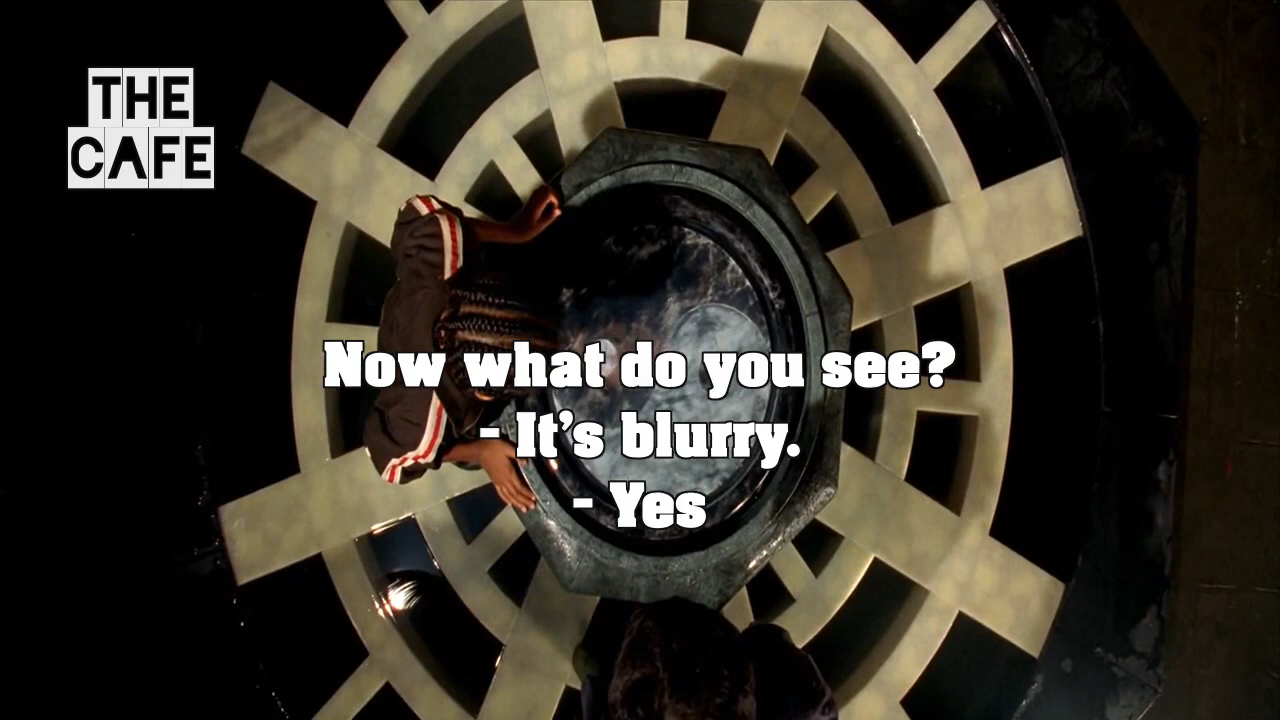 THE
CAFE
Now what do you see?
- It's blurry.
- Yes